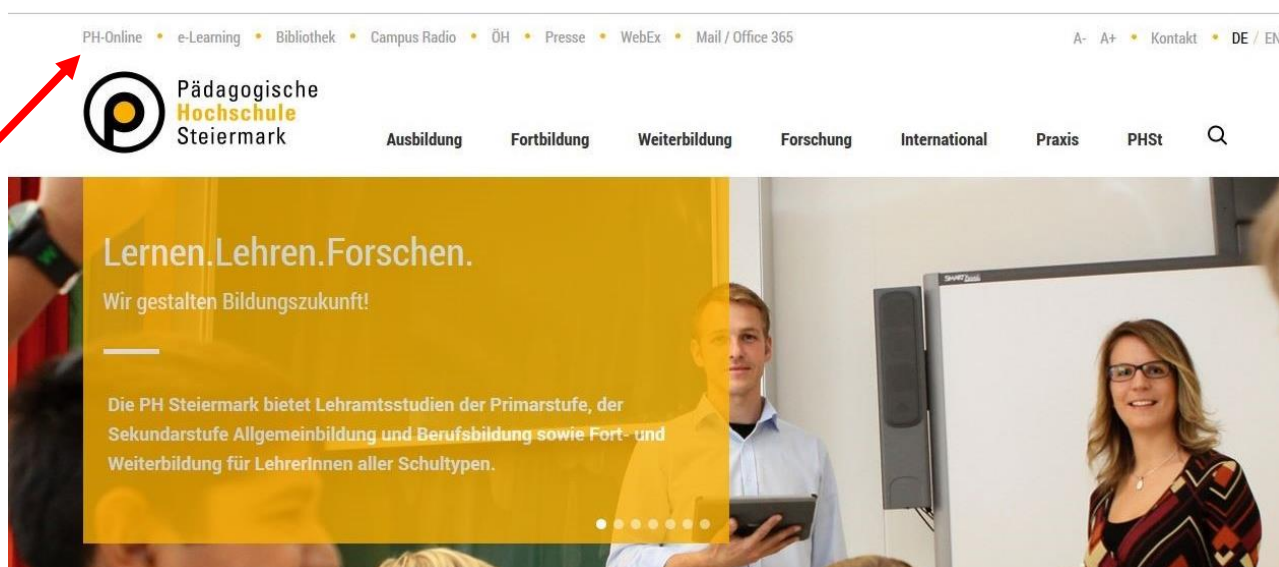 PH-Online • e-Learning • Bibliothek • Campus Radio • ÖH • Presse • WebEx • Mail / Office 365 A- A+ • Kontakt • DE / EN
Pädagogische
Hochschule
Steiermark
Ausbildung Fortbildung Weiterbildung Forschung International Praxis PHSt
Lernen.Lehren.Forschen.
Wir gestalten Bildungszukunft!
Die PH Steiermark bietet Lehramtsstudien der Primarstufe, der
Sekundarstufe Allgemeinbildung und Berufsbildung sowie Fort- und
Weiterbildung für LehrerInnen aller Schultypen.